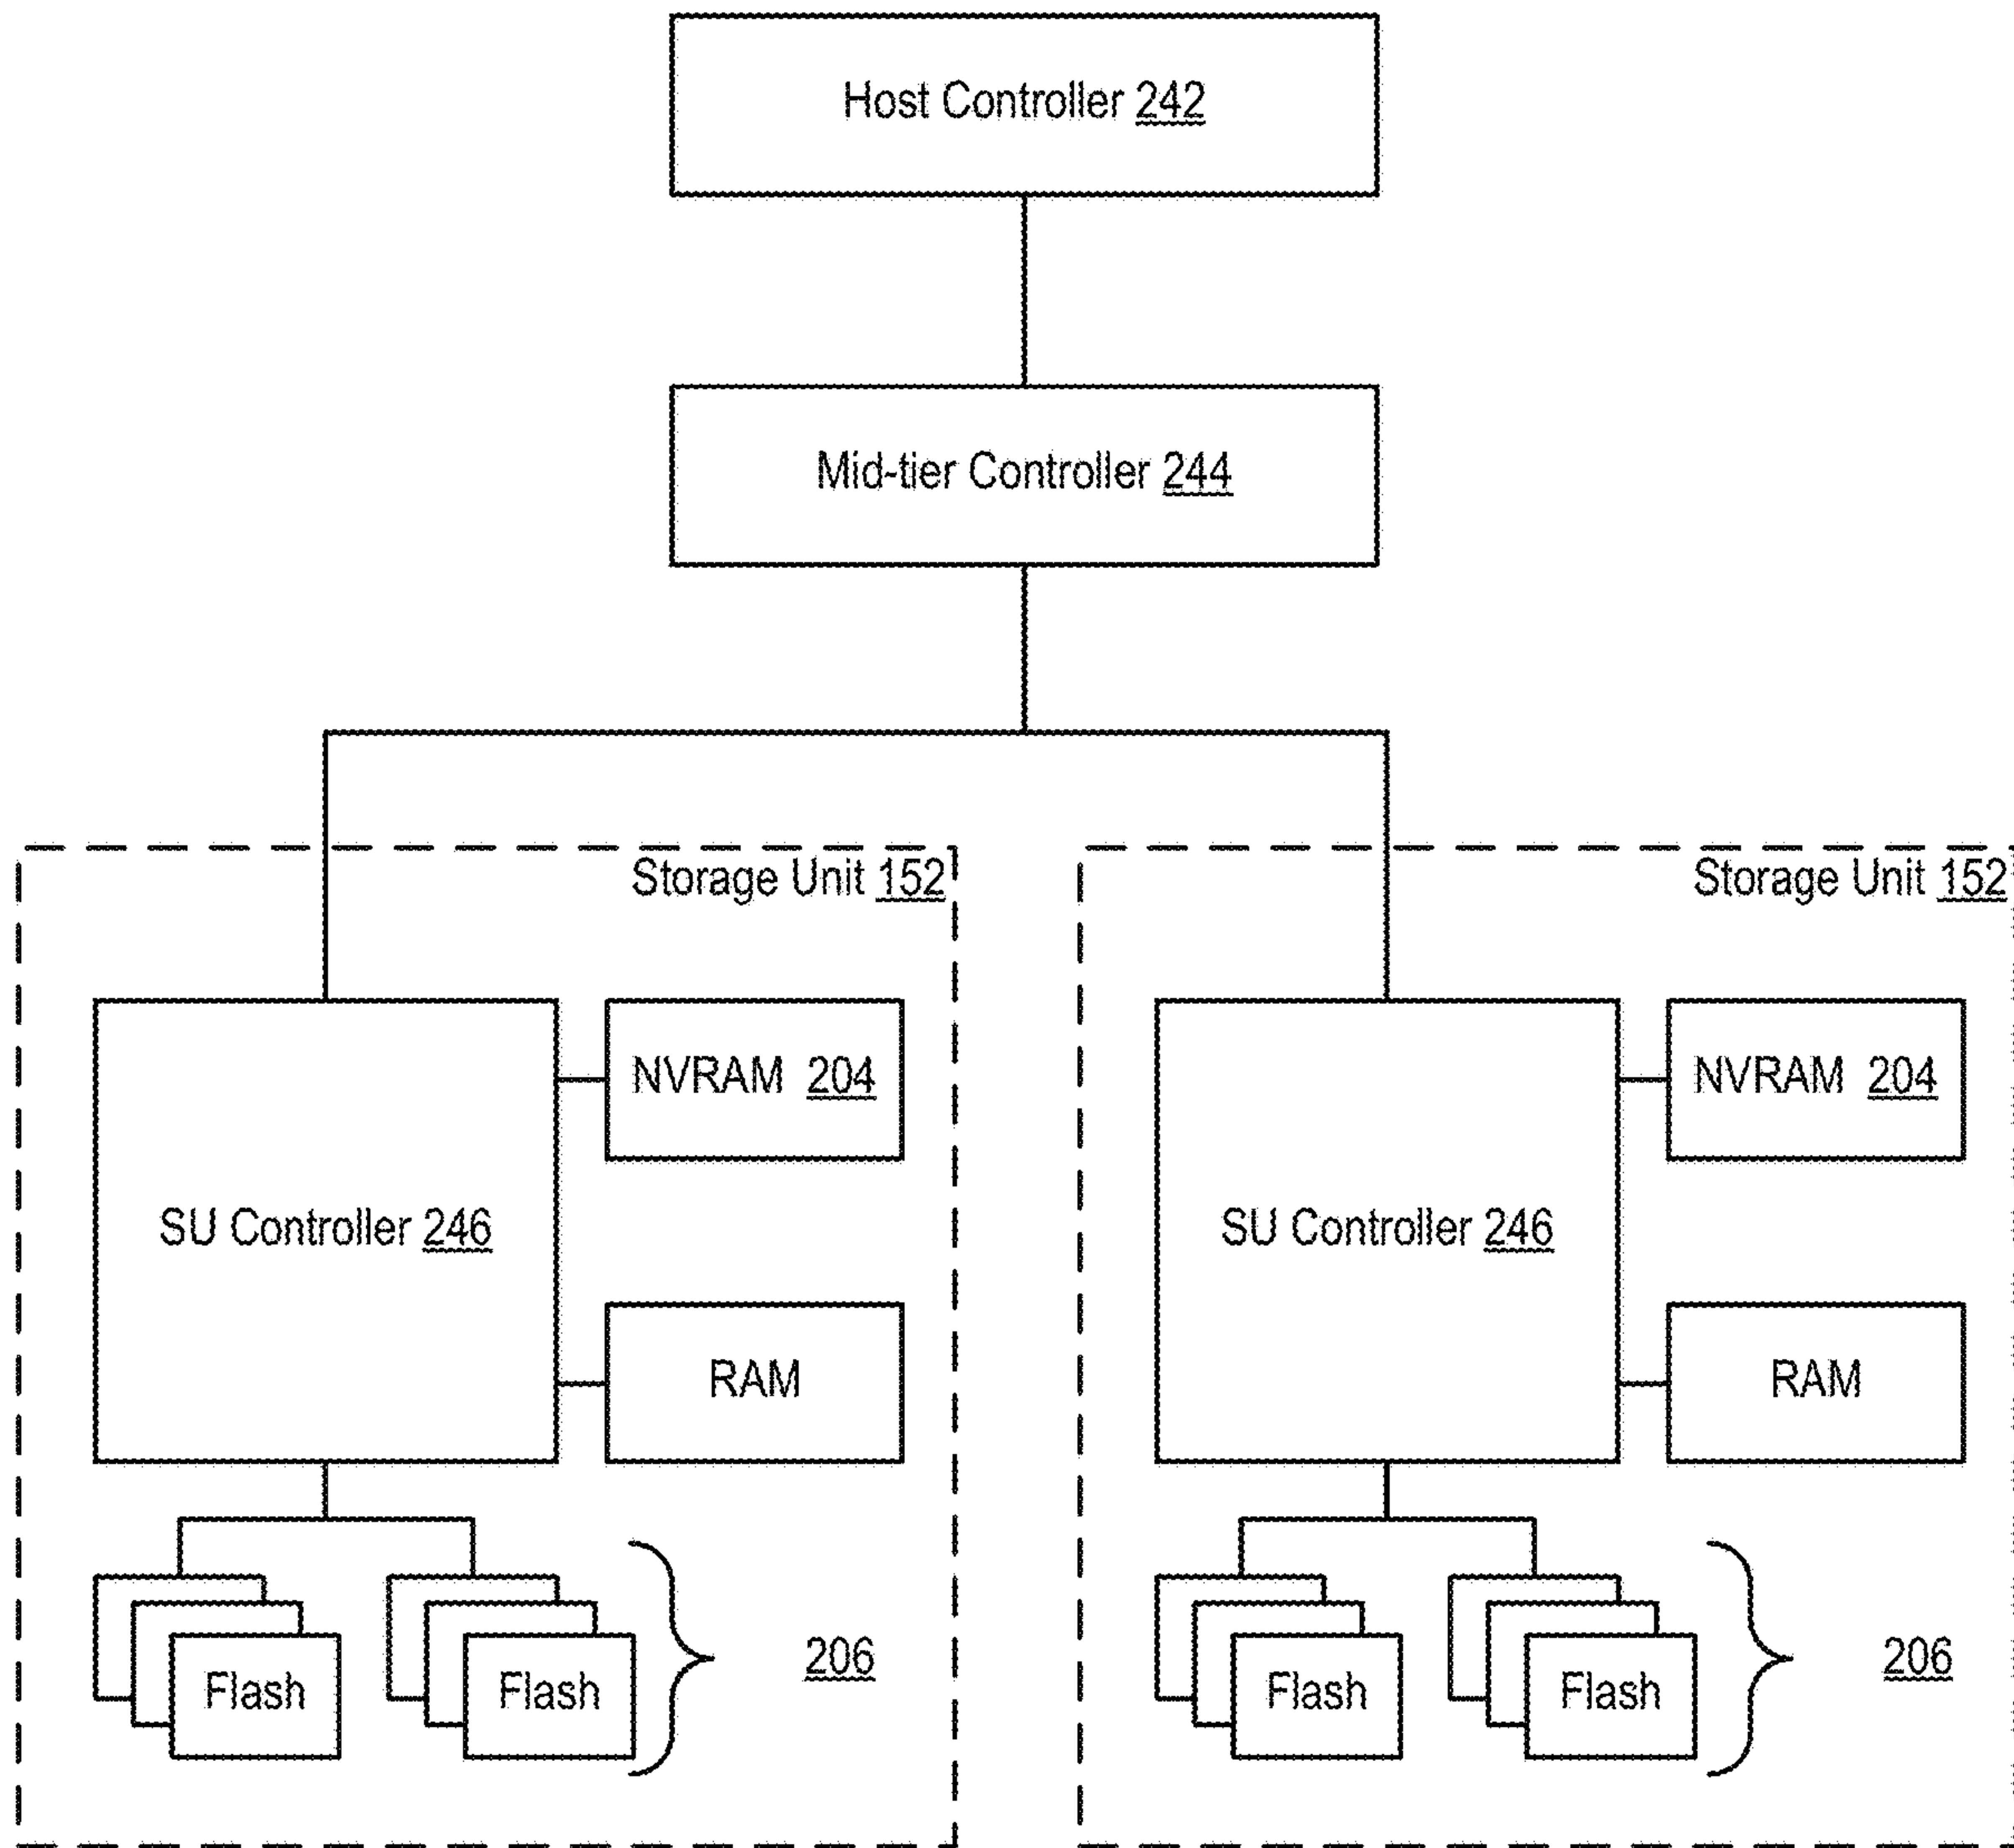 Host Controller 242
Mid-tier Controller 244
Storage Unit 152
NVRAM 204
SU Controller 246
RAM
Flash
Flash
206
Storage Unit 152
NVRAM 204
SU Controller 246
RAM
Flash
Flash
206